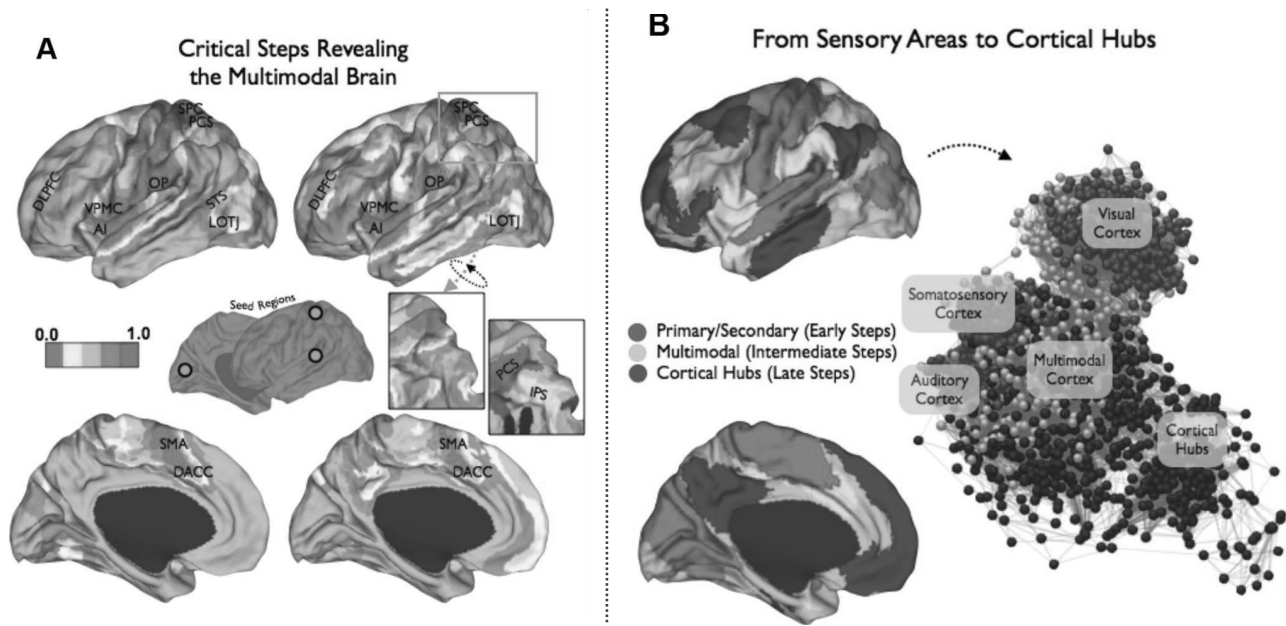 A
Critical Steps Revealing
the Multimodal Brain
SPC
PCS
DLPFC
OP
VPMC
AI
STS
LOTJ
SPC
PCS
DLPFC
OP
VPMC
AI
LOTJ
Seed Regions
0.0 1.0
PCS
IPS
SMA
DACC
SMA
DACC
B
From Sensory Areas to Cortical Hubs
Primary/Secondary (Early Steps)
Multimodal (Intermediate Steps)
Cortical Hubs (Late Steps)
Visual
Cortex
Somatosensory
Cortex
Multimodal
Cortex
Auditory
Cortex
Cortical
Hubs